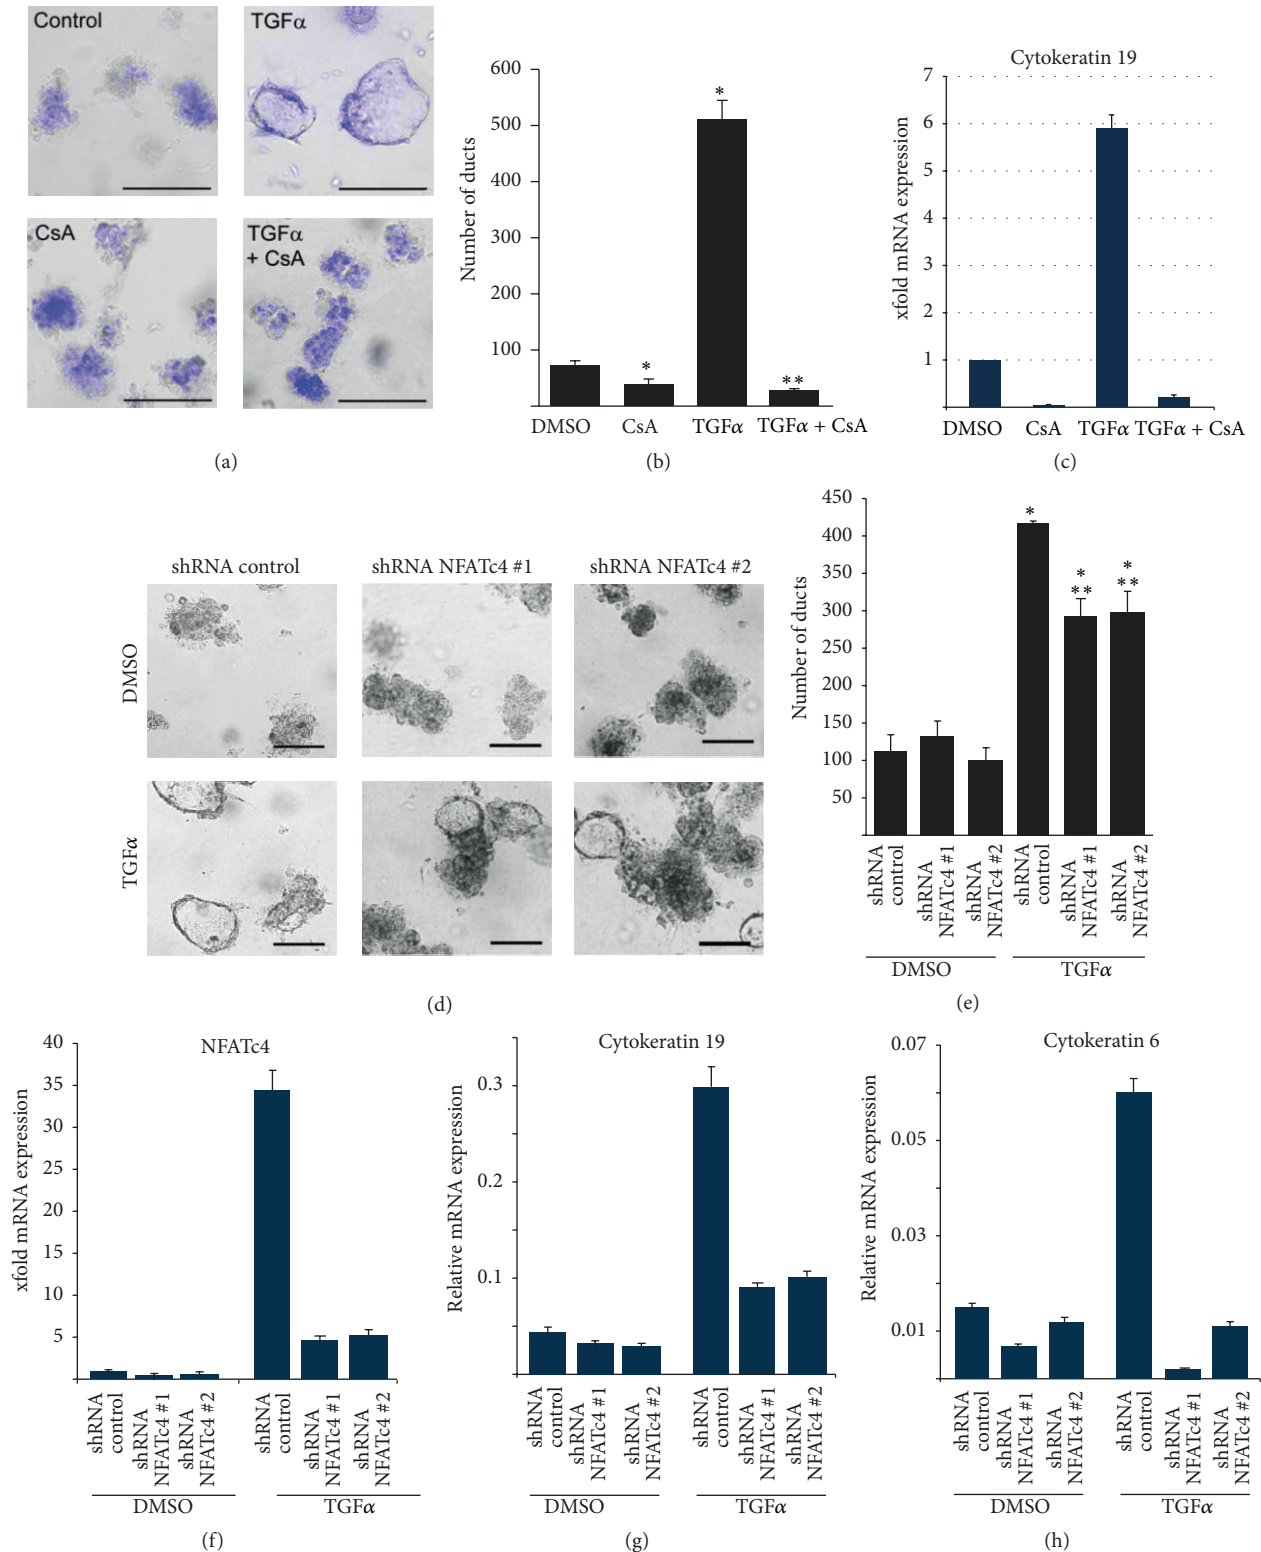 Control
TGFα
CsA
TGFα
+ CsA
(a)
600
500
400
300
200
100
Number of ducts
*
*
**
DMSO
CsA
TGFα
TGFα + CsA
(b)
Cytokeratin 19
7
6
5
4
3
2
1
xfold mRNA expression
DMSO
CsA
TGFα
TGFα + CsA
(c)
shRNA control
shRNA NFATc4 #1
shRNA NFATc4 #2
DMSO
TGFα
(d)
450
400
350
300
250
200
150
100
50
Number of ducts
*
*
**
*
**
shRNA
control
shRNA
NFATc4 #1
shRNA
NFATc4 #2
shRNA
control
shRNA
NFATc4 #1
shRNA
NFATc4 #2
DMSO
TGFα
(e)
NFATc4
40
35
30
25
20
15
10
5
xfold mRNA expression
shRNA
control
shRNA
NFATc4 #1
shRNA
NFATc4 #2
shRNA
control
shRNA
NFATc4 #1
shRNA
NFATc4 #2
DMSO
TGFα
(f)
Cytokeratin 19
0.3
0.2
0.1
Relative mRNA expression
shRNA
control
shRNA
NFATc4 #1
shRNA
NFATc4 #2
shRNA
control
shRNA
NFATc4 #1
shRNA
NFATc4 #2
DMSO
TGFα
(g)
Cytokeratin 6
0.07
0.05
0.03
0.01
Relative mRNA expression
shRNA
control
shRNA
NFATc4 #1
shRNA
NFATc4 #2
shRNA
control
shRNA
NFATc4 #1
shRNA
NFATc4 #2
DMSO
TGFα
(h)